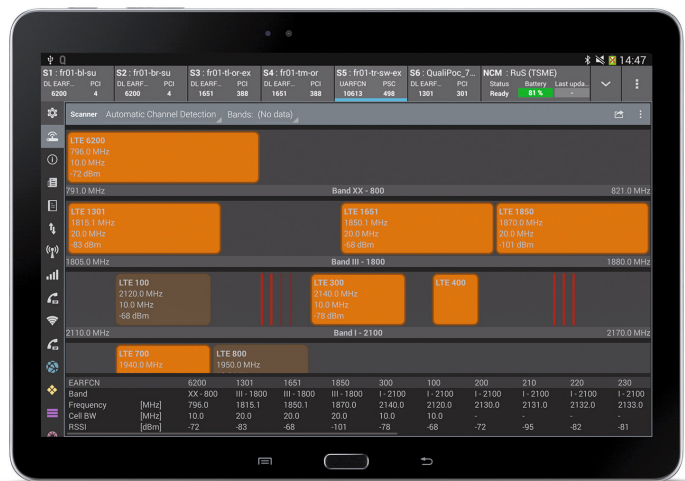 14:47
S1 : fr01-bl-su S2 : fr01-br-su S3 : fr01-tl-or-ex S4 : fr01-tm-or S5 : fr01-tr-sw-ex S6 : QualiPoc_7... NCM : RuS (TSME)
DL EARF... PCI DL EARF... PCI DL EARF... PCI DL EARF... PCI UARFCN PSC DL EARF... PCI Status Battery Last upda...
6200 4 6200 4 1651 388 1651 388 10613 498 1301 301 Ready 81 % -
Scanner Automatic Channel Detection Bands: (No data)
LTE 6200
796.0 MHz
10.0 MHz
-72 dBm
791.0 MHz Band XX - 800 821.0 MHz
LTE 1301 LTE 1651 LTE 1850
1815.1 MHz 1850.1 MHz 1870.0 MHz
20.0 MHz 20.0 MHz 20.0 MHz
-83 dBm -68 dBm -101 dBm
1805.0 MHz Band III - 1800 1880.0 MHz
LTE 100 LTE 300 LTE 400
2120.0 MHz 2140.0 MHz
10.0 MHz 10.0 MHz
-68 dBm -78 dBm
2110.0 MHz Band I - 2100 2170.0 MHz
LTE 700 LTE 800
1940.0 MHz 1950.0 MHz
EARFCN 6200 1301 1651 1850 300 100 200 210 220 230
Band XX - 800 III - 1800 III - 1800 III - 1800 I - 2100 I - 2100 I - 2100 I - 2100 I - 2100 I - 2100
Frequency [MHz] 796.0 1815.1 1850.1 1870.0 2140.0 2120.0 2130.0 2131.0 2132.0 2133.0
Cell BW [MHz] 10.0 20.0 20.0 20.0 10.0 10.0 - - - -
RSSI [dBm] -72 -83 -68 -101 -78 -68 -72 -95 -82 -81